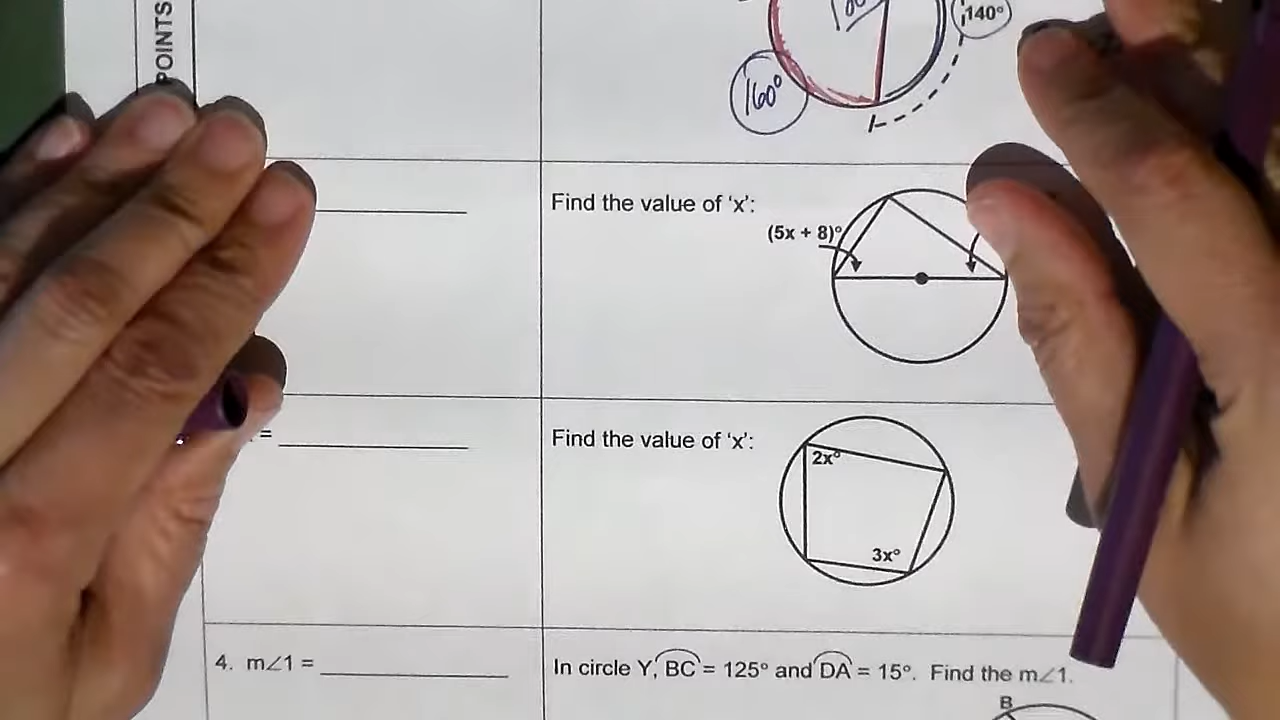 POINTS
140°
160°
Find the value of ‘x’:
(5x + 8)°
= 
Find the value of ‘x’:
2x°
3x°
4. m∠1 =
In circle Y, BC = 125° and DA = 15°. Find the m∠1.
B